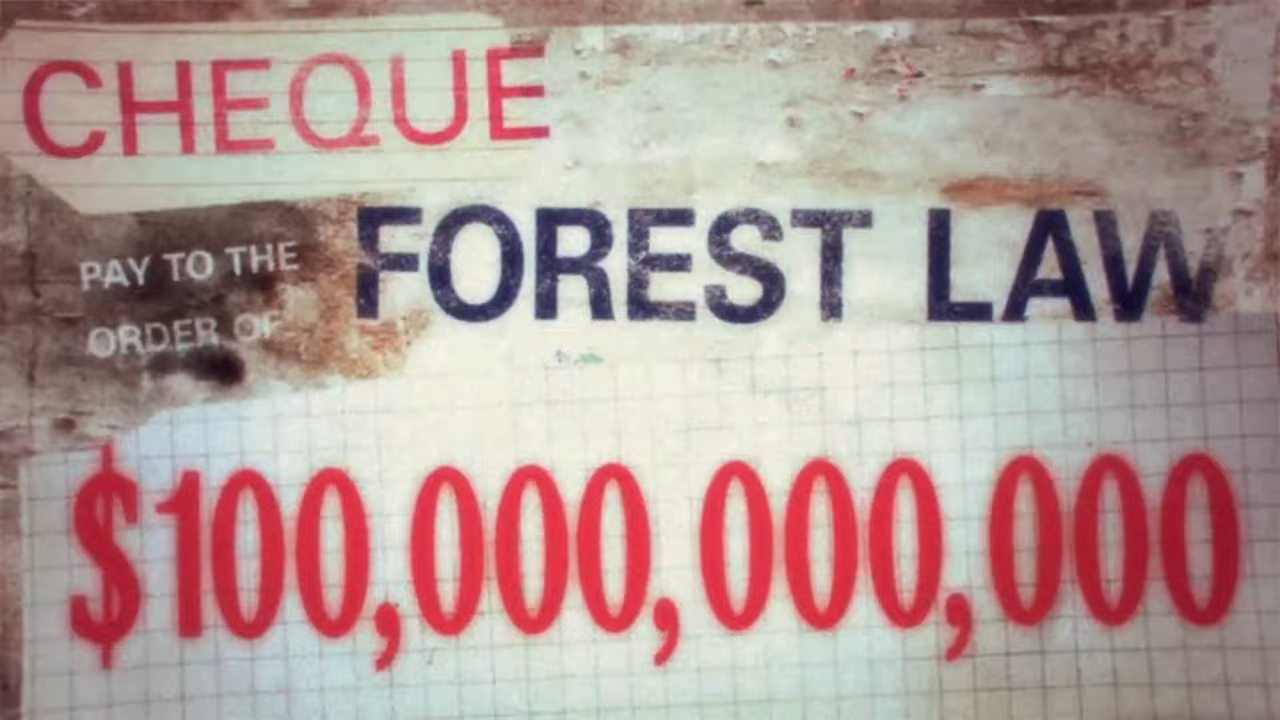 CHEQUE
PAY TO THE
ORDER OF
FOREST LAW
$100,000,000,000